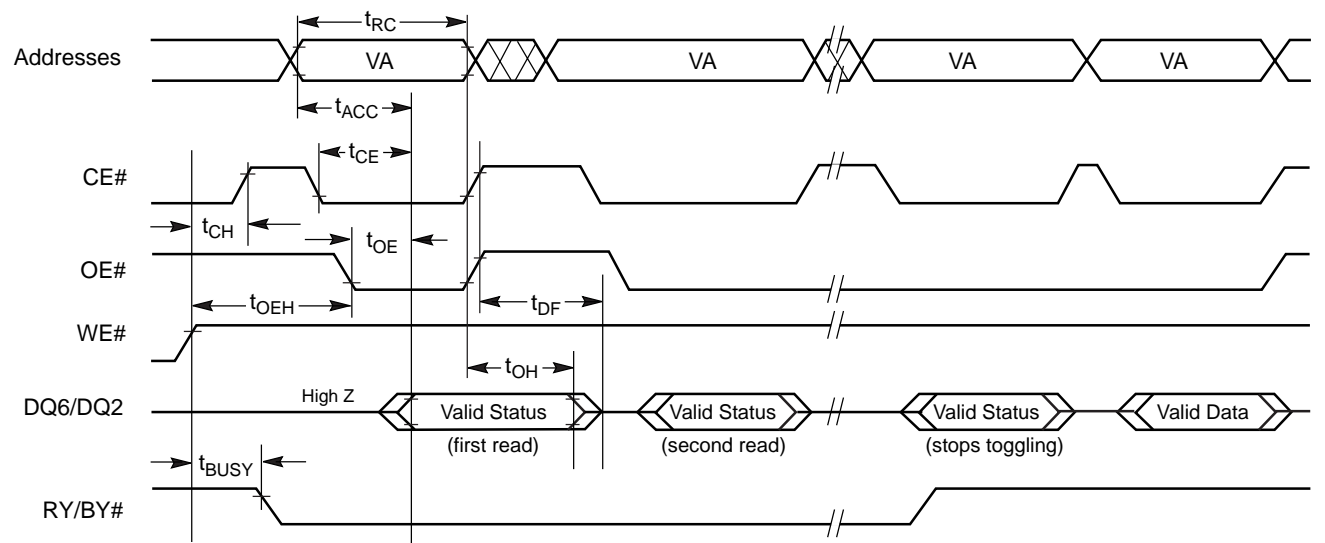 tRC
Addresses VA VA VA VA
tACC
tCE
CE#
tCH
tOE
OE#
tOEH tDF
WE#
tOH
High Z
DQ6/DQ2 Valid Status Valid Status Valid Status Valid Data
(first read) (second read) (stops toggling)
tBUSY
RY/BY#